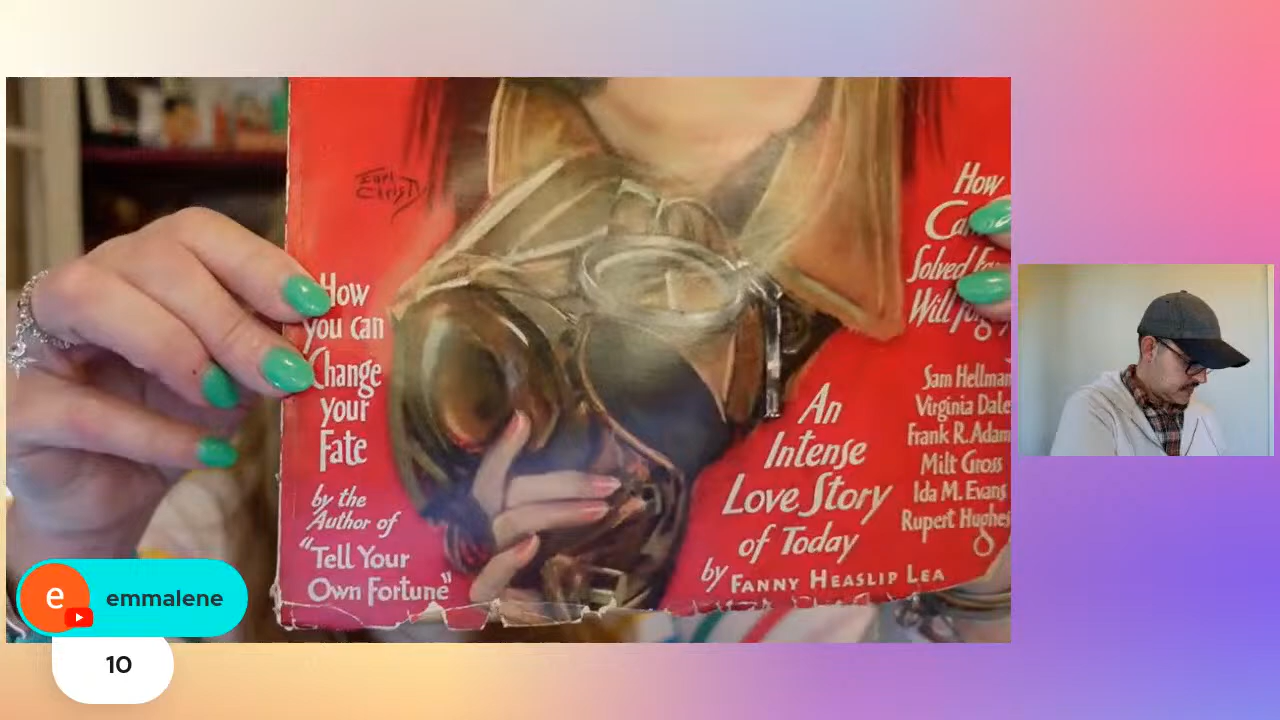 Earl
Christy
How
you can
Change
your
Fate
by the
Author of
"Tell Your
Own Fortune"
An
Intense
Love Story
of Today
by FANNY HEASLIP LEA
How
Solved
Will
Sam Hellman
Virginia Dale
Frank R. Adam
Milt Gross
Ida M. Evans
Rupert Hughes
e
emmalene
10